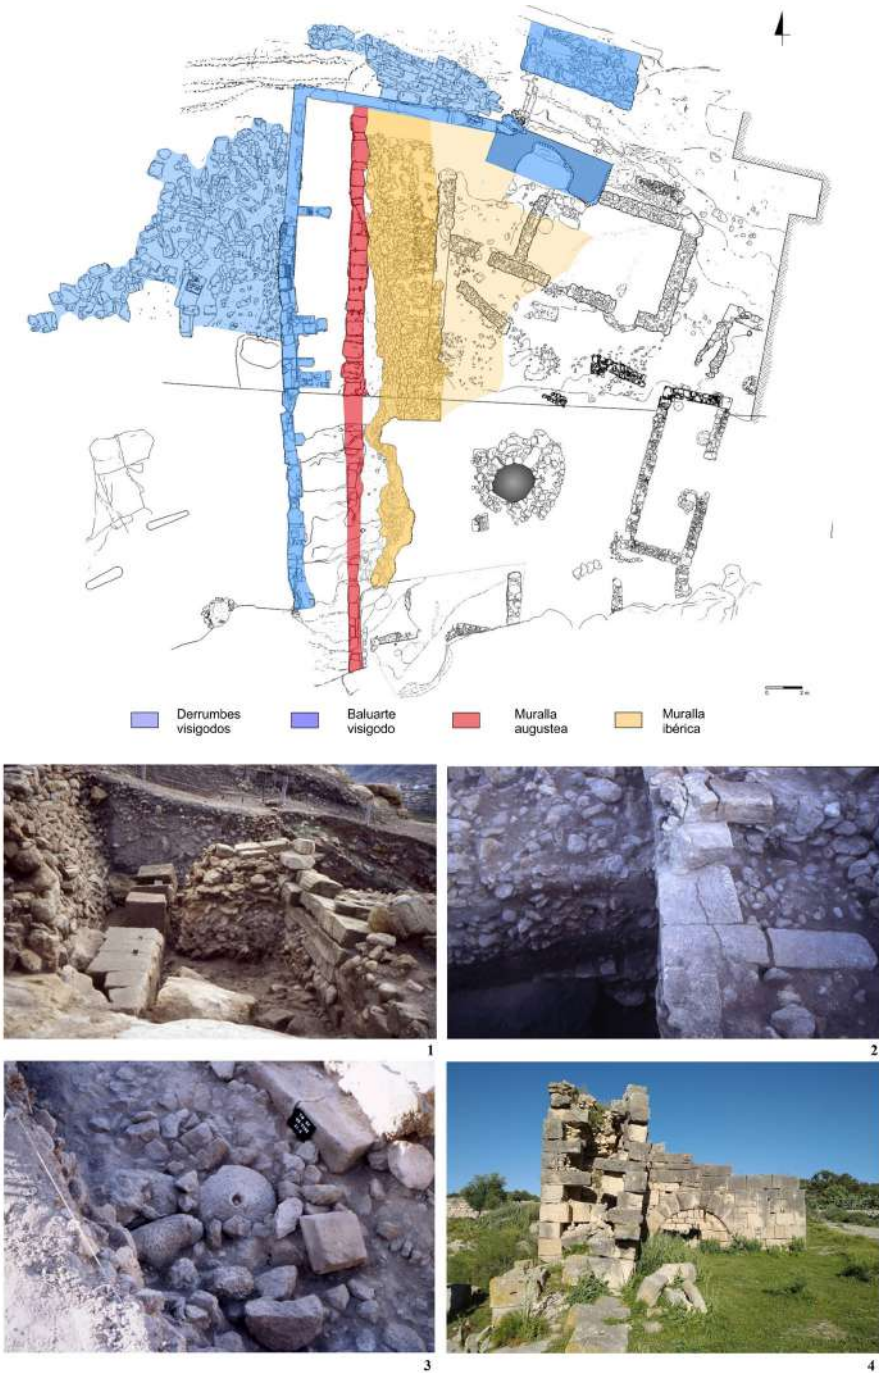 Derrumbes
visigodos
Baluarte
visigodo
Muralla
augustea
Muralla
ibérica
1
2
3
4